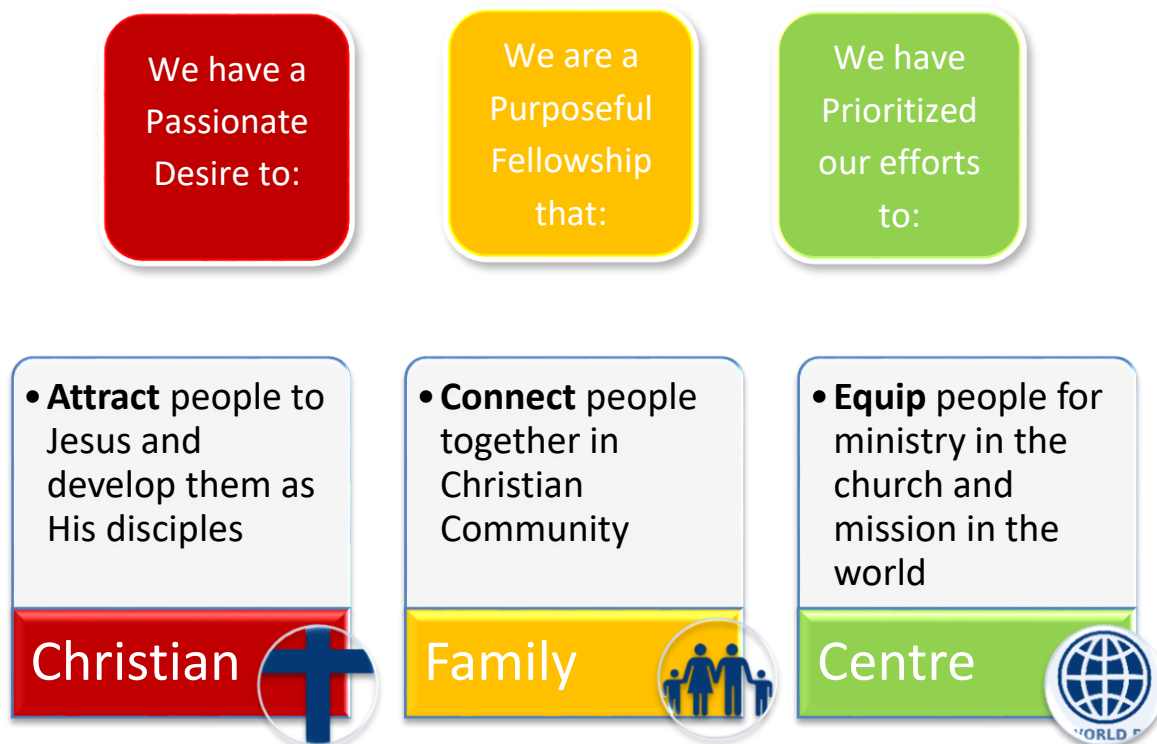 We have a
Passionate
Desire to:
We are a
Purposeful
Fellowship
that:
We have
Prioritized
our efforts
to:
• Attract people to
Jesus and
develop them as
His disciples
• Connect people
together in
Christian
Community
• Equip people for
ministry in the
church and
mission in the
world
Christian
Family
Centre
WORLD